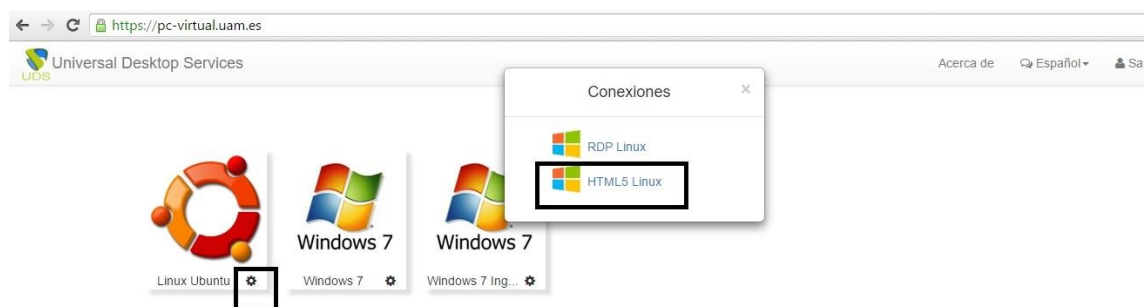 https://pc-virtual.uam.es
UDS
Universal Desktop Services
Acerca de
Español
Sa
Conexiones
×
RDP Linux
HTML5 Linux
Windows 7
Windows 7
Linux Ubuntu
Windows 7
Windows 7 Ing...